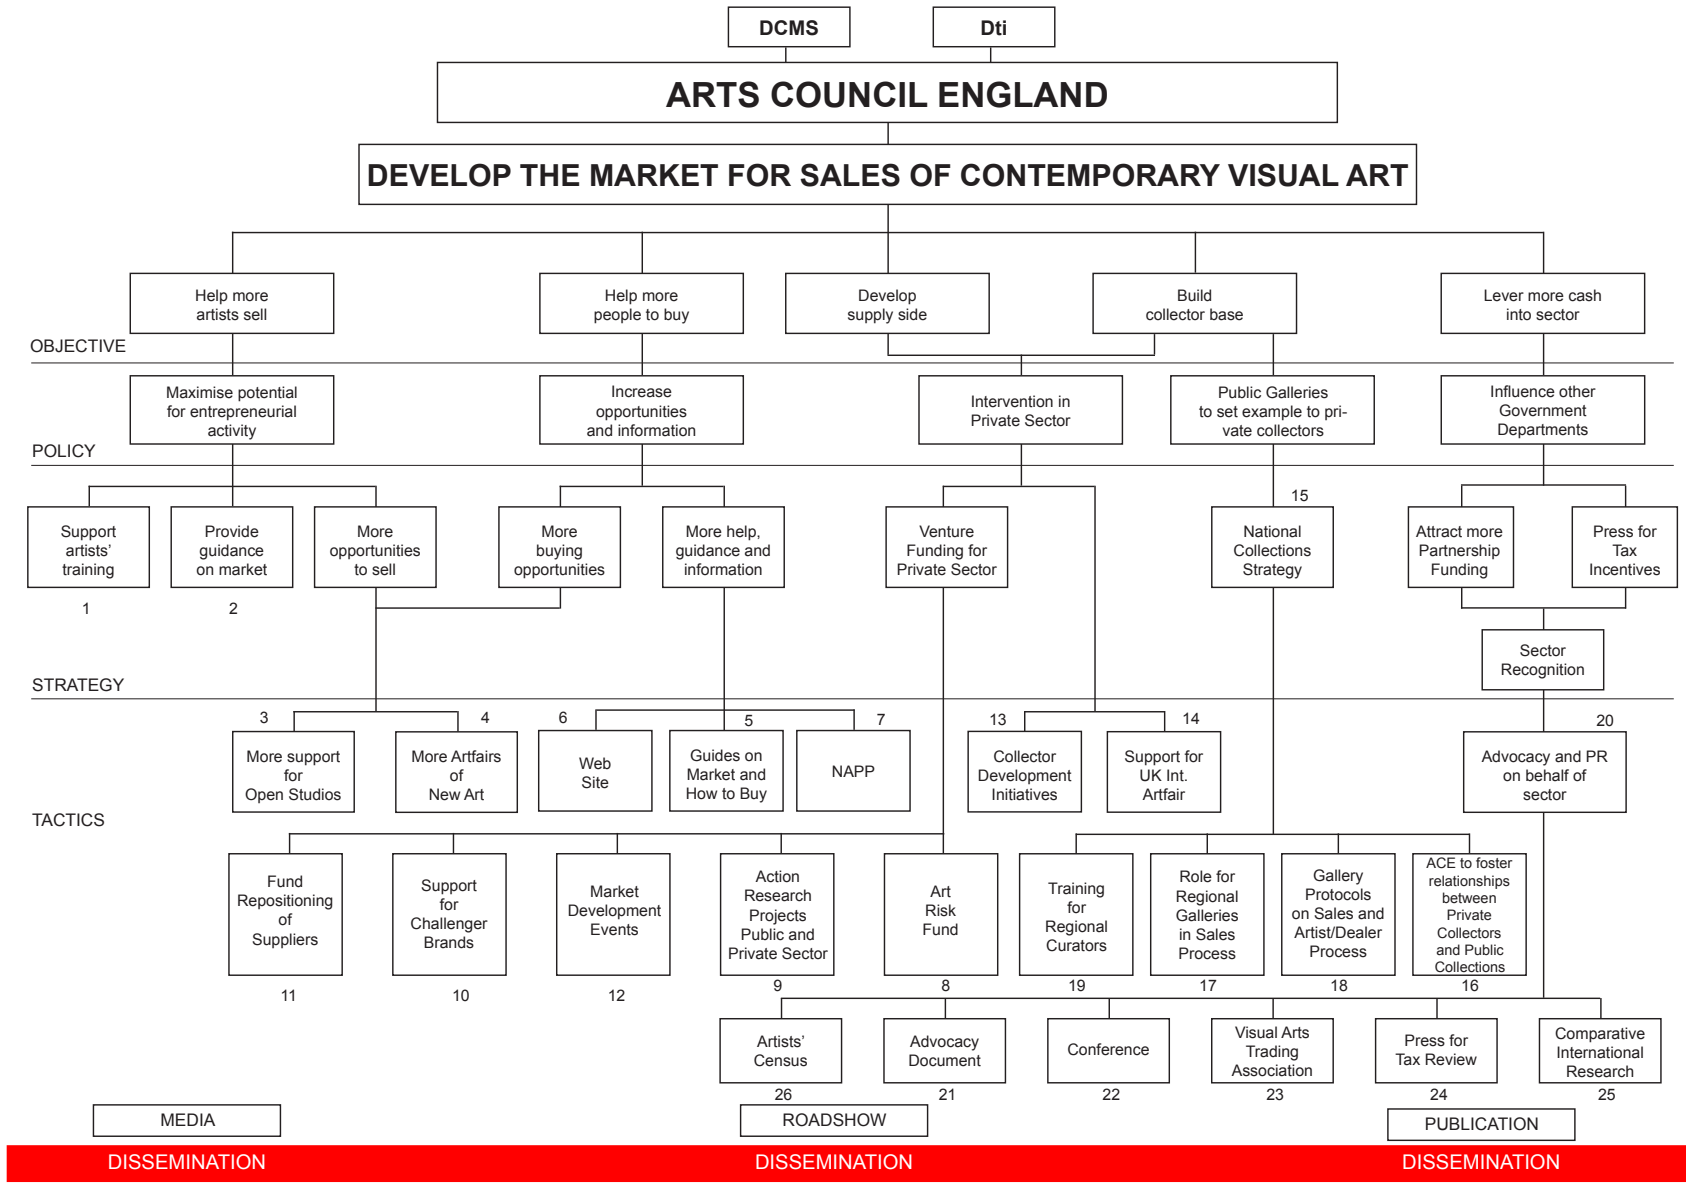 DCMS
Dti
ARTS COUNCIL ENGLAND
DEVELOP THE MARKET FOR SALES OF CONTEMPORARY VISUAL ART
Help more
artists sell
Help more
people to buy
Develop
supply side
Build
collector base
Lever more cash
into sector
OBJECTIVE
Maximise potential
for entrepreneurial
activity
Increase
opportunities
and information
Intervention in
Private Sector
Public Galleries
to set example to pri-
vate collectors
Influence other
Government
Departments
POLICY
Support
artists’
training
1
Provide
guidance
on market
2
More
opportunities
to sell
More
buying
opportunities
More help,
guidance and
information
Venture
Funding for
Private Sector
15
National
Collections
Strategy
Attract more
Partnership
Funding
Press for
Tax
Incentives
Sector
Recognition
STRATEGY
3
More support
for
Open Studios
4
More Artfairs
of
New Art
6
Web
Site
5
Guides on
Market and
How to Buy
7
NAPP
13
Collector
Development
Initiatives
14
Support for
UK Int.
Artfair
20
Advocacy and PR
on behalf of
sector
TACTICS
Fund
Repositioning
of
Suppliers
11
Support
for
Challenger
Brands
10
Market
Development
Events
12
Action
Research
Projects
Public and
Private Sector
9
Art
Risk
Fund
8
Training
for
Regional
Curators
19
Role for
Regional
Galleries
in Sales
Process
17
Gallery
Protocols
on Sales and
Artist/Dealer
Process
18
ACE to foster
relationships
between
Private
Collectors
and Public
Collections
16
Artists’
Census
26
Advocacy
Document
21
Conference
22
Visual Arts
Trading
Association
23
Press for
Tax Review
24
Comparative
International
Research
25
MEDIA
ROADSHOW
PUBLICATION
DISSEMINATION
DISSEMINATION
DISSEMINATION